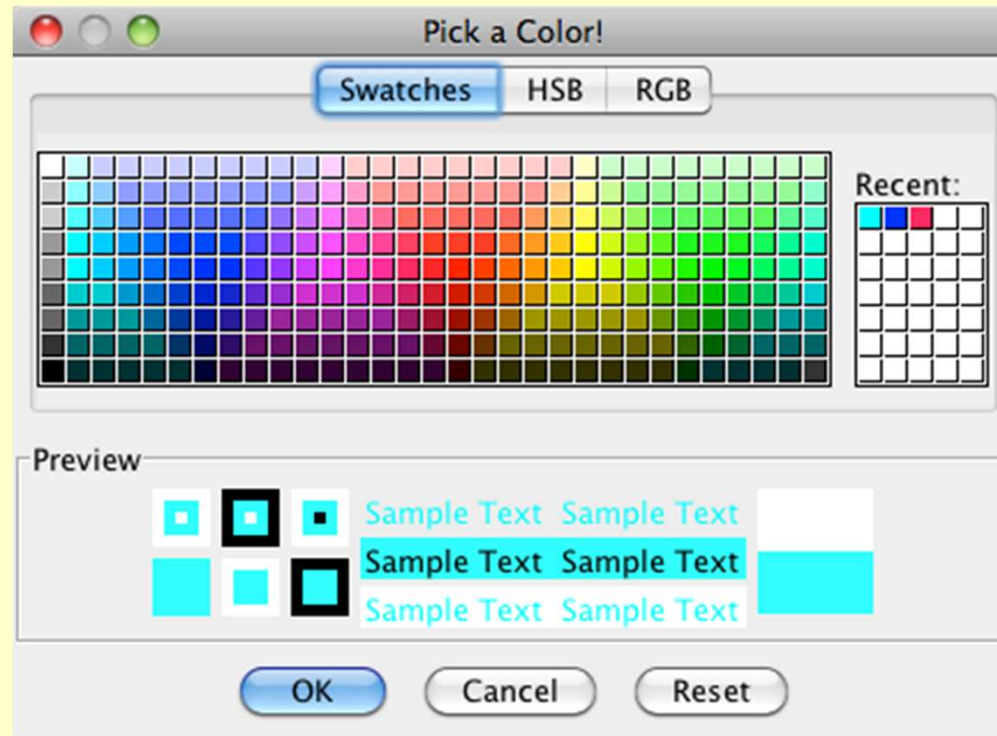 Pick a Color!
Swatches HSB RGB
Recent:
Preview
Sample Text Sample Text
Sample Text Sample Text
Sample Text Sample Text
OK Cancel Reset